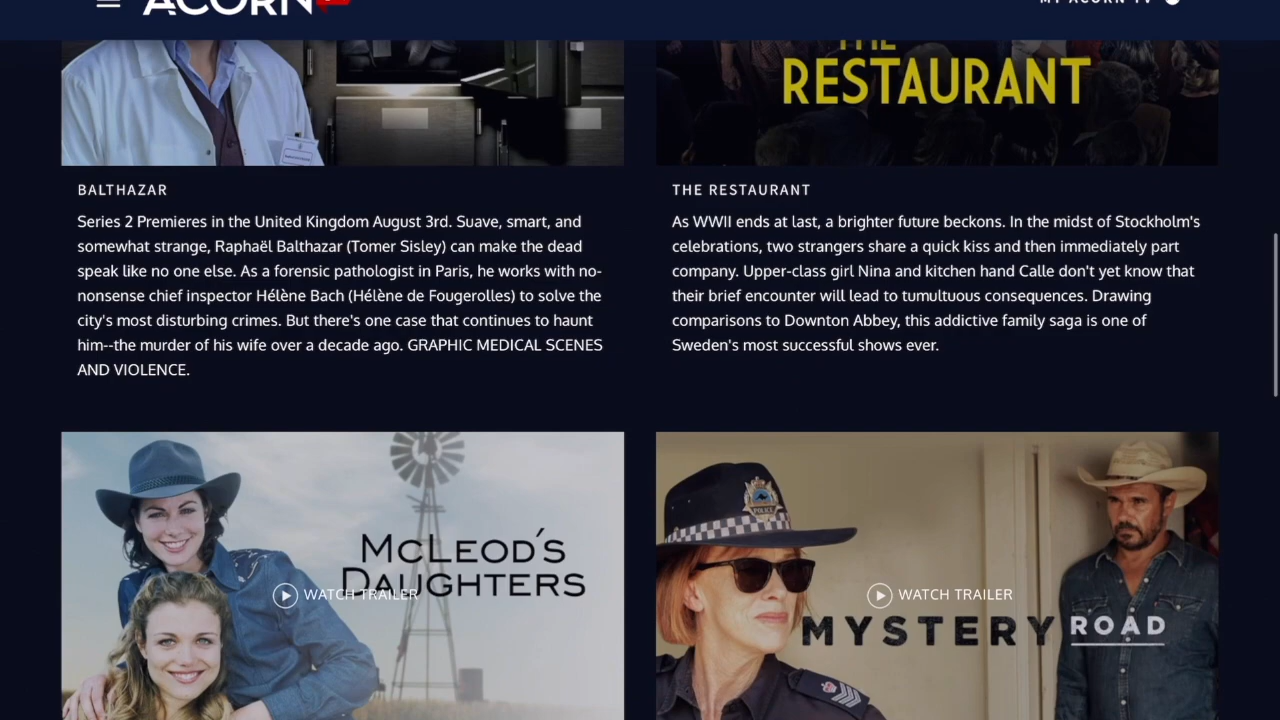 ACORN
MY ACORN TV
THE
RESTAURANT
BALTHAZAR
Series 2 Premieres in the United Kingdom August 3rd. Suave, smart, and
somewhat strange, Raphaël Balthazar (Tomer Sisley) can make the dead
speak like no one else. As a forensic pathologist in Paris, he works with no-
nonsense chief inspector Hélène Bach (Hélène de Fougerolles) to solve the
city's most disturbing crimes. But there's one case that continues to haunt
him--the murder of his wife over a decade ago. GRAPHIC MEDICAL SCENES
AND VIOLENCE.
THE RESTAURANT
As WWII ends at last, a brighter future beckons. In the midst of Stockholm's
celebrations, two strangers share a quick kiss and then immediately part
company. Upper-class girl Nina and kitchen hand Calle don't yet know that
their brief encounter will lead to tumultuous consequences. Drawing
comparisons to Downton Abbey, this addictive family saga is one of
Sweden's most successful shows ever.
McLEOD'S
DAUGHTERS
WATCH TRAILER
POLICE
WATCH TRAILER
MYSTERY ROAD